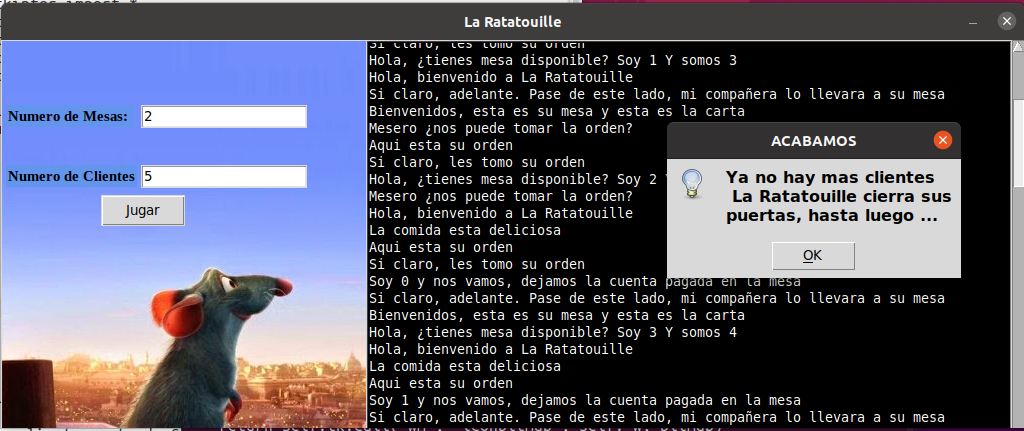 La Ratatouille
Numero de Mesas:
2
Numero de Clientes
5
Jugar
Si claro, les tomo su orden
Hola, ¿tienes mesa disponible? Soy 1 Y somos 3
Hola, bienvenido a La Ratatouille
Si claro, adelante. Pase de este lado, mi compañera lo llevara a su mesa
Bienvenidos, esta es su mesa y esta es la carta
Mesero ¿nos puede tomar la orden?
Aqui esta su orden
Si claro, les tomo su orden
Hola, ¿tienes mesa disponible? Soy 2
Mesero ¿nos puede tomar la orden?
Hola, bienvenido a La Ratatouille
La comida esta deliciosa
Aqui esta su orden
Si claro, les tomo su orden
Soy 0 y nos vamos, dejamos la cuenta pagada en la mesa
Si claro, adelante. Pase de este lado, mi compañera lo llevara a su mesa
Bienvenidos, esta es su mesa y esta es la carta
Hola, ¿tienes mesa disponible? Soy 3 Y somos 4
Hola, bienvenido a La Ratatouille
La comida esta deliciosa
Aqui esta su orden
Soy 1 y nos vamos, dejamos la cuenta pagada en la mesa
Si claro, adelante. Pase de este lado, mi compañera lo llevara a su mesa
ACABAMOS
Ya no hay mas clientes
La Ratatouille cierra sus
puertas, hasta luego ...
OK